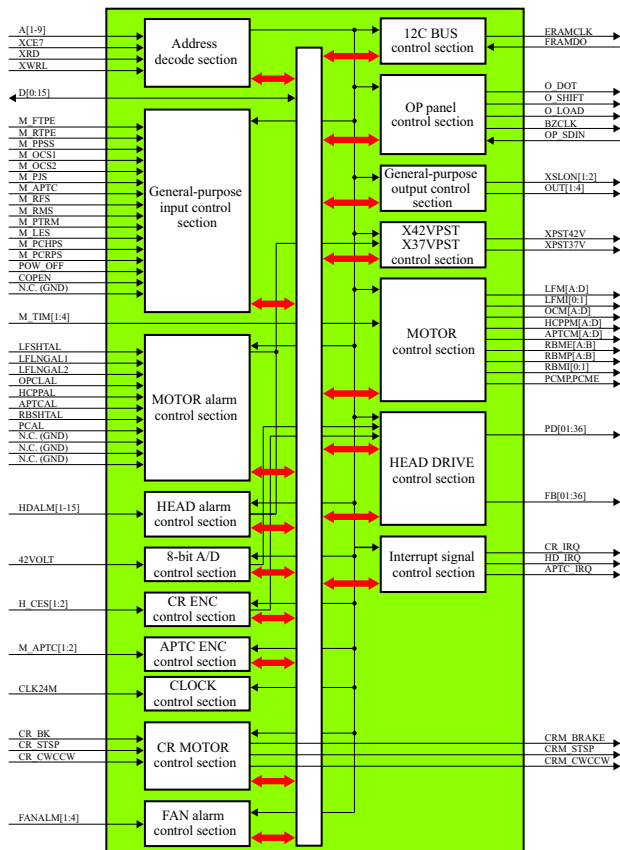 A[1-9]
XCE7
XRD
XWRL
D[0:15]
M_FTPE
M_RTPE
M_PPSS
M_OCS1
M_OCS2
M_PJS
M_APTC
M_RFS
M_RMS
M_PTRM
M_LES
M_PCHPS
M_PCRPS
POW_OFF
COPEN
N.C. (GND)
M_TIM[1:4]
LFSHTAL
LFLNGAL1
LFLNGAL2
OPCLAL
HCPPAL
APTCAL
RBSHTAL
PCAL
N.C. (GND)
N.C. (GND)
N.C. (GND)
HDALM[1-15]
42VOLT
H_CES[1:2]
M_APTC[1:2]
CLK24M
CR_BK
CR_STSP
CR_CWCCW
FANALM[1:4]
Address
decode section
General-purpose
input control
section
MOTOR alarm
control section
HEAD alarm
control section
8-bit A/D
control section
CR ENC
control section
APTC ENC
control section
CLOCK
control section
CR MOTOR
control section
FAN alarm
control section
12C BUS
control section
OP panel
control section
General-purpose
output control
section
X42VPST
X37VPST
control section
MOTOR
control section
HEAD DRIVE
control section
Interrupt signal
control section
ERAMCLK
FRAMDO
O_DOT
O_SHIFT
O_LOAD
BZCLK
OP_SDIN
XSLON[1:2]
OUT[1:4]
XPST42V
XPST37V
LFM[A:D]
LFMI[0:1]
OCM[A:D]
HCPPM[A:D]
APTCM[A:D]
RBME[A:B]
RBMP[A:B]
RBMI[0:1]
PCMP,PCME
PD[01:36]
FB[01:36]
CR_IRQ
HD_IRQ
APTC_IRQ
CRM_BRAKE
CRM_STSP
CRM_CWCCW